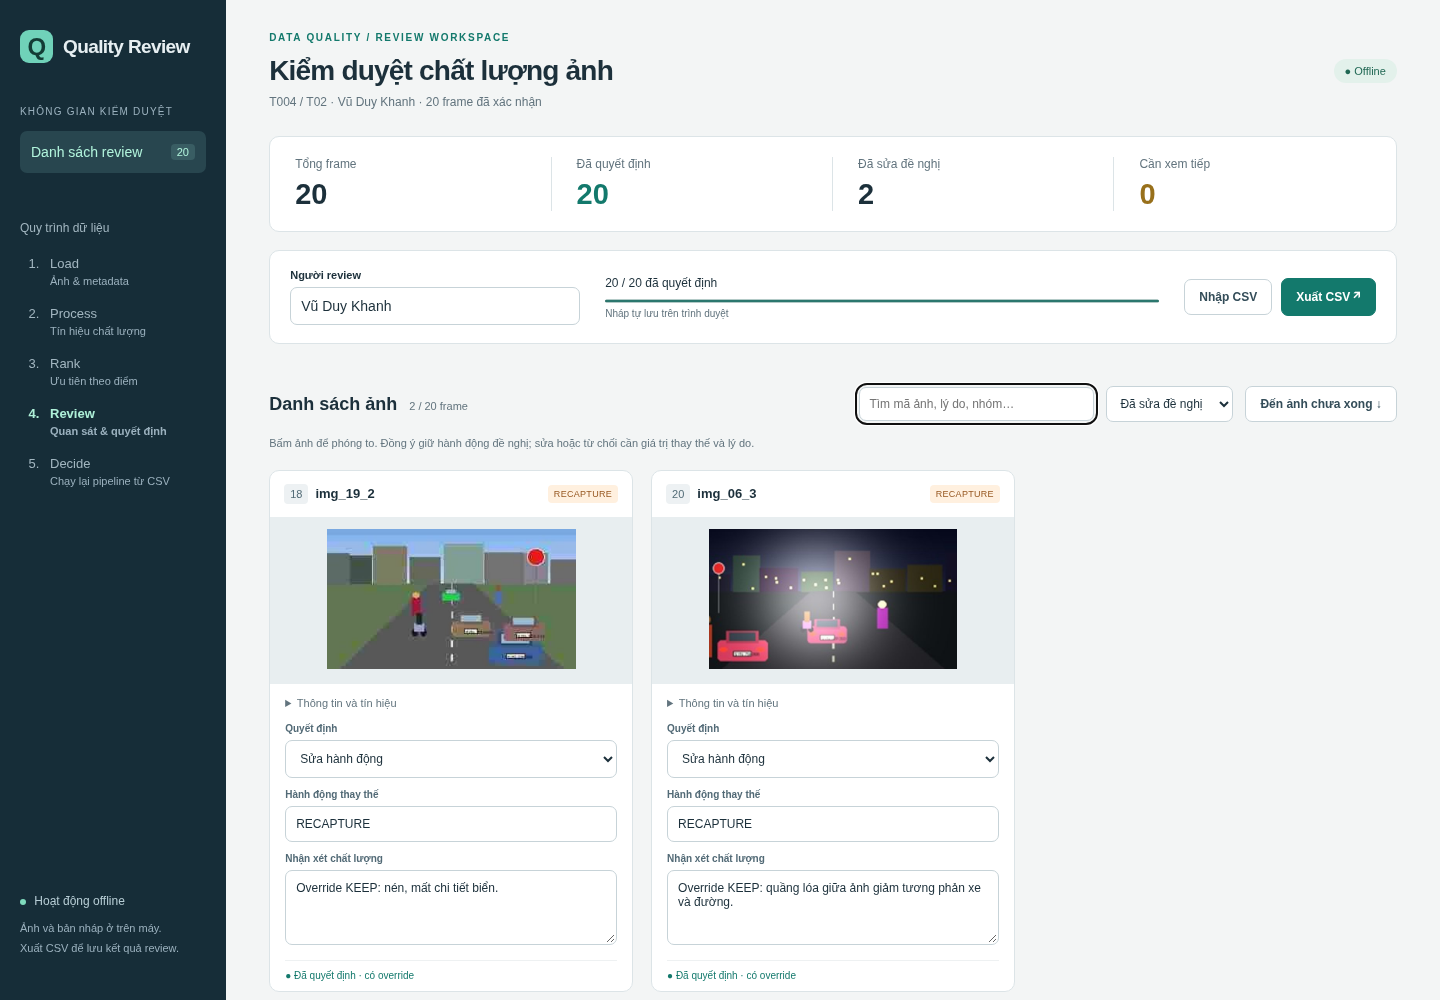 Q Quality Review
KHÔNG GIAN KIỂM DUYỆT
Danh sách review 20
Quy trình dữ liệu
1. Load
Ảnh & metadata
2. Process
Tín hiệu chất lượng
3. Rank
Ưu tiên theo điểm
4. Review
Quan sát & quyết định
5. Decide
Chạy lại pipeline từ CSV
● Hoạt động offline
Ảnh và bản nháp ở trên máy.
Xuất CSV để lưu kết quả review.
DATA QUALITY / REVIEW WORKSPACE
Kiểm duyệt chất lượng ảnh
● Offline
T004 / T02 · Vũ Duy Khanh · 20 frame đã xác nhận
Tổng frame
20
Đã quyết định
20
Đã sửa đề nghị
2
Cần xem tiếp
0
Người review
Vũ Duy Khanh
20 / 20 đã quyết định
Nháp tự lưu trên trình duyệt
Nhập CSV
Xuất CSV ↗
Danh sách ảnh 2 / 20 frame
Tìm mã ảnh, lý do, nhóm…
Đã sửa đề nghị
Đến ảnh chưa xong ↓
Bấm ảnh để phóng to. Đồng ý giữ hành động đề nghị; sửa hoặc từ chối cần giá trị thay thế và lý do.
18 img_19_2 RECAPTURE
▶ Thông tin và tín hiệu
Quyết định
Sửa hành động
Hành động thay thế
RECAPTURE
Nhận xét chất lượng
Override KEEP: nén, mất chi tiết biển.
● Đã quyết định · có override
20 img_06_3 RECAPTURE
▶ Thông tin và tín hiệu
Quyết định
Sửa hành động
Hành động thay thế
RECAPTURE
Nhận xét chất lượng
Override KEEP: quầng lóa giữa ảnh giảm tương phản xe
và đường.
● Đã quyết định · có override